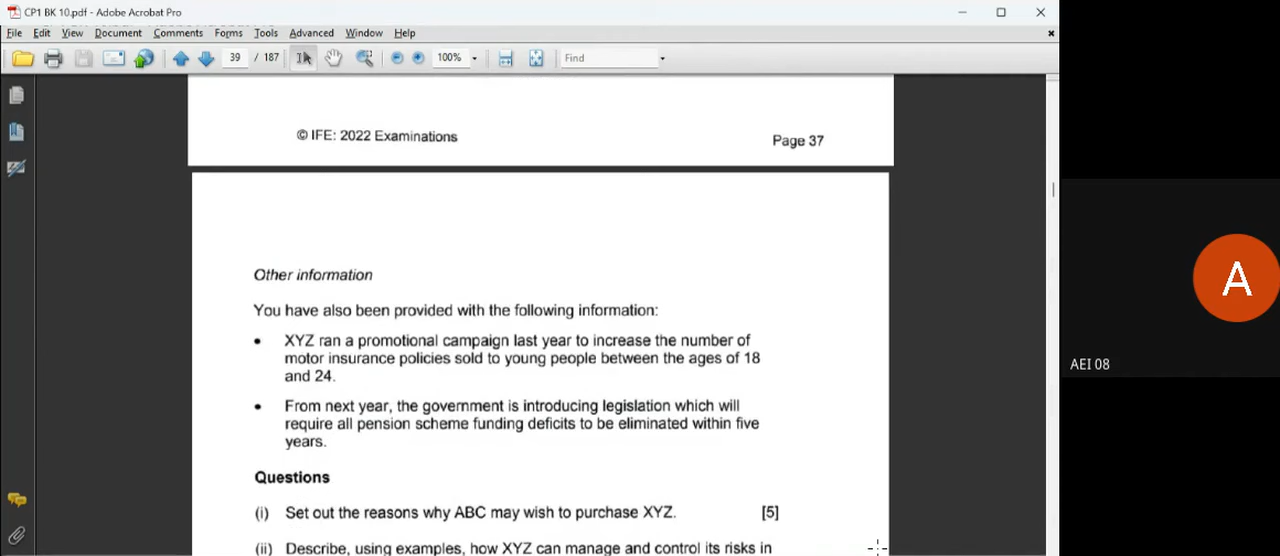 CP1 BK 10.pdf - Adobe Acrobat Pro
File Edit View Document Comments Forms Tools Advanced Window Help
39 / 187 100% Find
© IFE: 2022 Examinations
Page 37
Other information
You have also been provided with the following information:
• XYZ ran a promotional campaign last year to increase the number of
motor insurance policies sold to young people between the ages of 18
and 24.
• From next year, the government is introducing legislation which will
require all pension scheme funding deficits to be eliminated within five
years.
Questions
(i) Set out the reasons why ABC may wish to purchase XYZ. [5]
(ii) Describe, using examples, how XYZ can manage and control its risks in
A
AEI 08